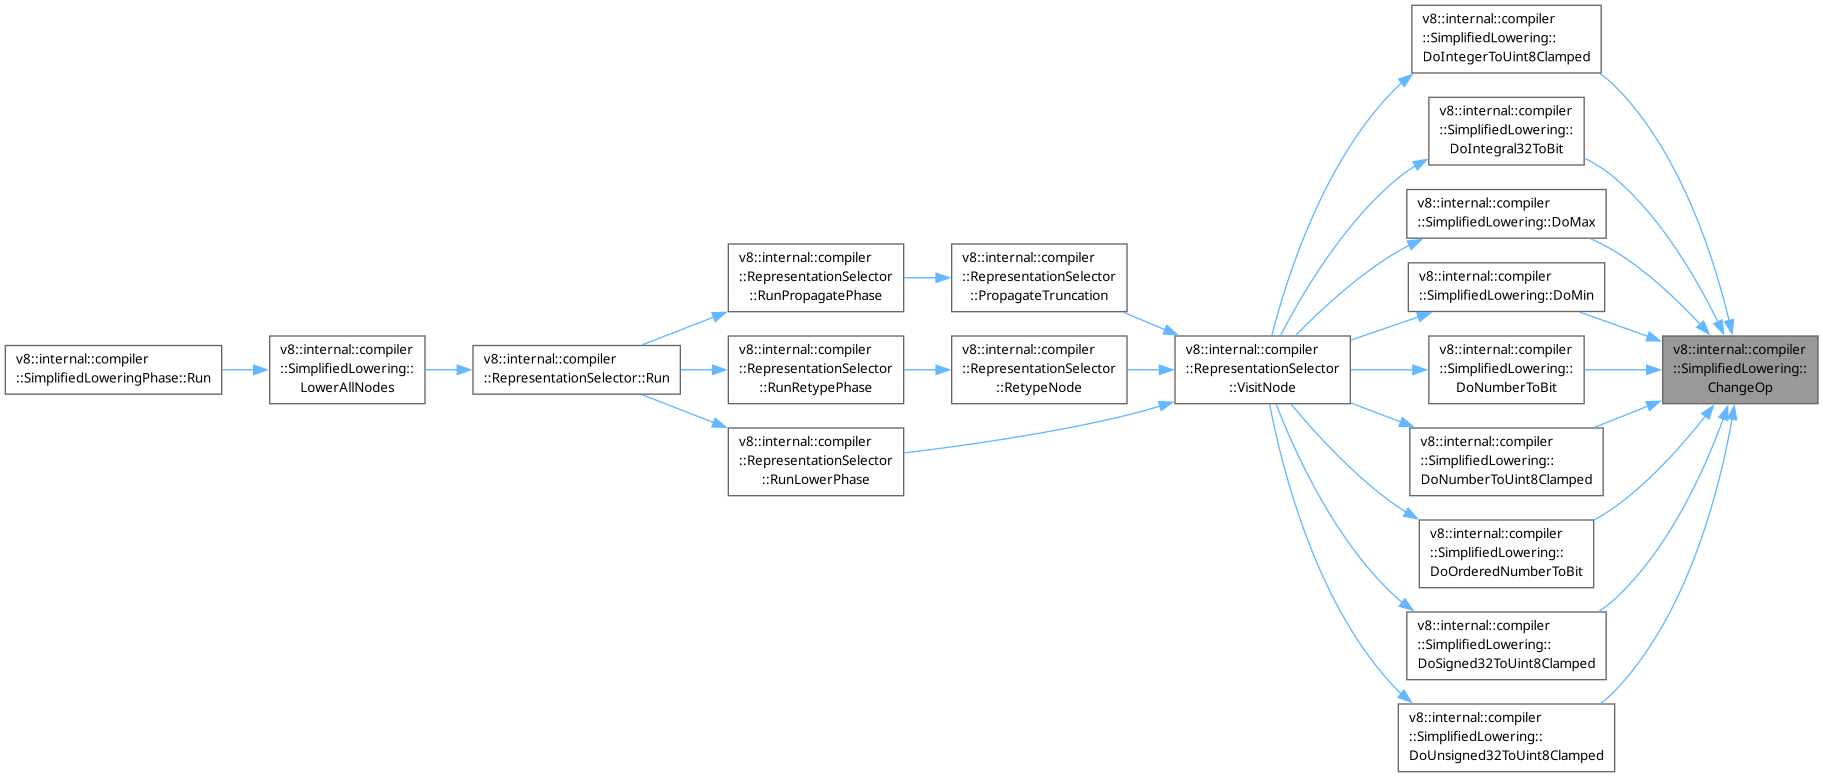 v8::internal::compiler
::SimplifiedLoweringPhase::Run
v8::internal::compiler
::SimplifiedLowering::
LowerAllNodes
v8::internal::compiler
::RepresentationSelector::Run
v8::internal::compiler
::RepresentationSelector
::RunPropagatePhase
v8::internal::compiler
::RepresentationSelector
::RunRetypePhase
v8::internal::compiler
::RepresentationSelector
::RunLowerPhase
v8::internal::compiler
::RepresentationSelector
::PropagateTruncation
v8::internal::compiler
::RepresentationSelector
::RetypeNode
v8::internal::compiler
::RepresentationSelector
::VisitNode
v8::internal::compiler
::SimplifiedLowering::
DoIntegerToUint8Clamped
v8::internal::compiler
::SimplifiedLowering::
DoIntegral32ToBit
v8::internal::compiler
::SimplifiedLowering::DoMax
v8::internal::compiler
::SimplifiedLowering::DoMin
v8::internal::compiler
::SimplifiedLowering::
DoNumberToBit
v8::internal::compiler
::SimplifiedLowering::
DoNumberToUint8Clamped
v8::internal::compiler
::SimplifiedLowering::
DoOrderedNumberToBit
v8::internal::compiler
::SimplifiedLowering::
DoSigned32ToUint8Clamped
v8::internal::compiler
::SimplifiedLowering::
DoUnsigned32ToUint8Clamped
v8::internal::compiler
::SimplifiedLowering::
ChangeOp